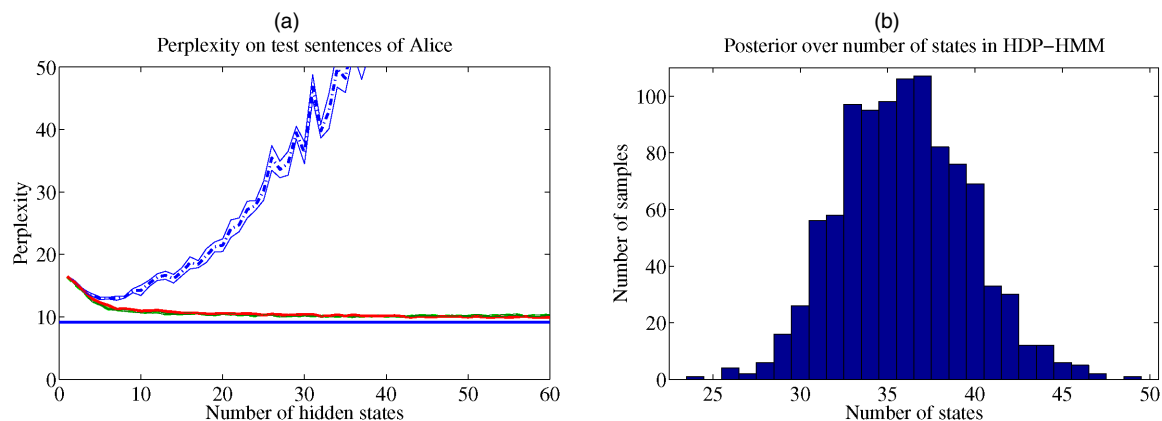 (a)
Perplexity on test sentences of Alice
50
40
30
20
10
0
Perplexity
0 10 20 30 40 50 60
Number of hidden states
(b)
Posterior over number of states in HDP−HMM
100
80
60
40
20
0
Number of samples
25 30 35 40 45 50
Number of states